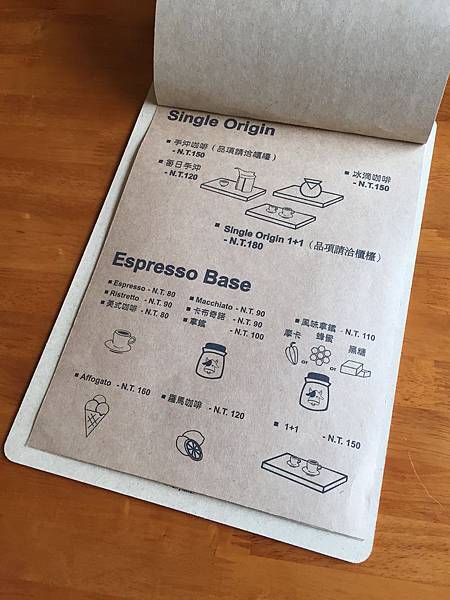 Single Origin
手沖咖啡（品項請洽櫃檯）
- N.T.150
每日手沖
- N.T.120
冰滴咖啡
- N.T.150
Single Origin 1+1（品項請洽櫃檯）
- N.T.180
Espresso Base
Espresso - N.T. 80
Ristretto - N.T. 90
美式咖啡 - N.T. 80
Macchiato - N.T. 90
卡布奇諾 - N.T. 90
拿鐵 - N.T. 100
風味拿鐵 - N.T. 110
摩卡 蜂蜜 黑糖
or or
Affogato - N.T. 160
羅馬咖啡 - N.T. 120
1+1 - N.T. 150